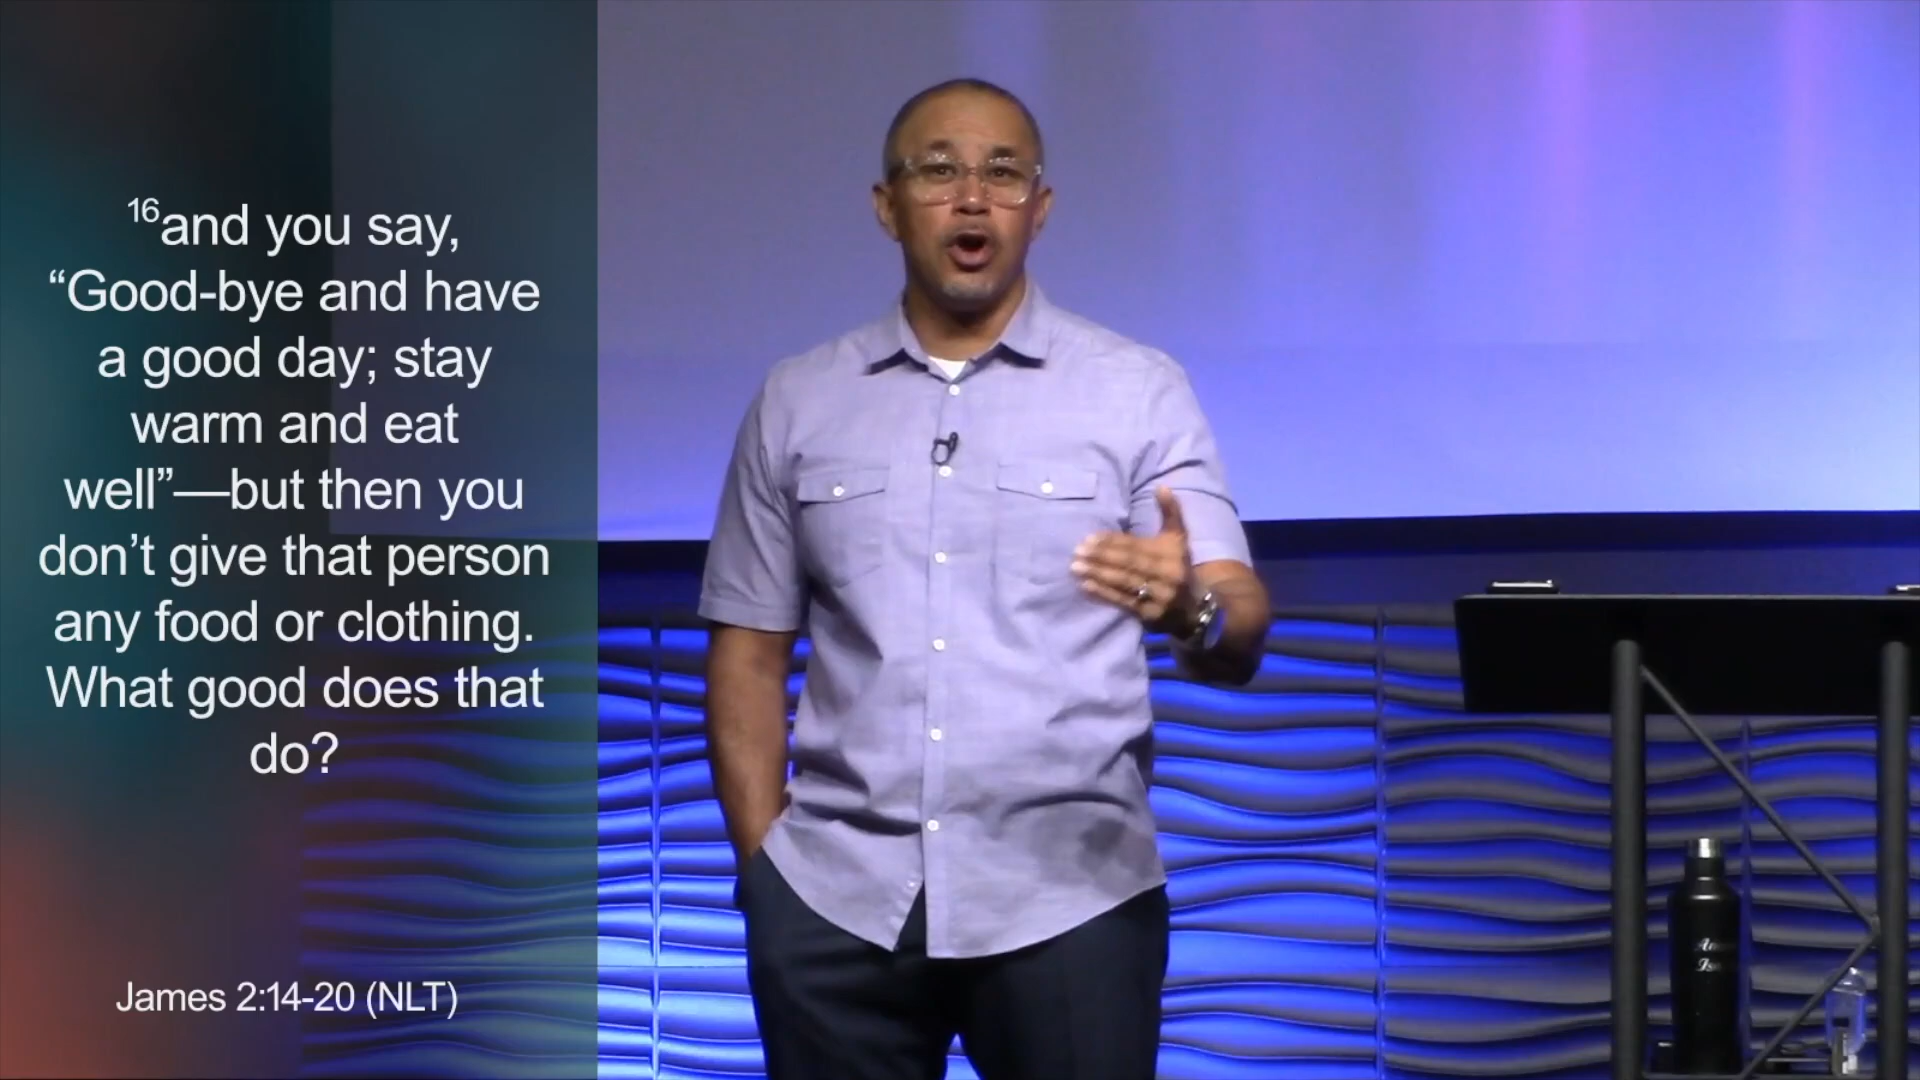 16and you say,
“Good-bye and have
a good day; stay
warm and eat
well”—but then you
don’t give that person
any food or clothing.
What good does that
do?
James 2:14-20 (NLT)